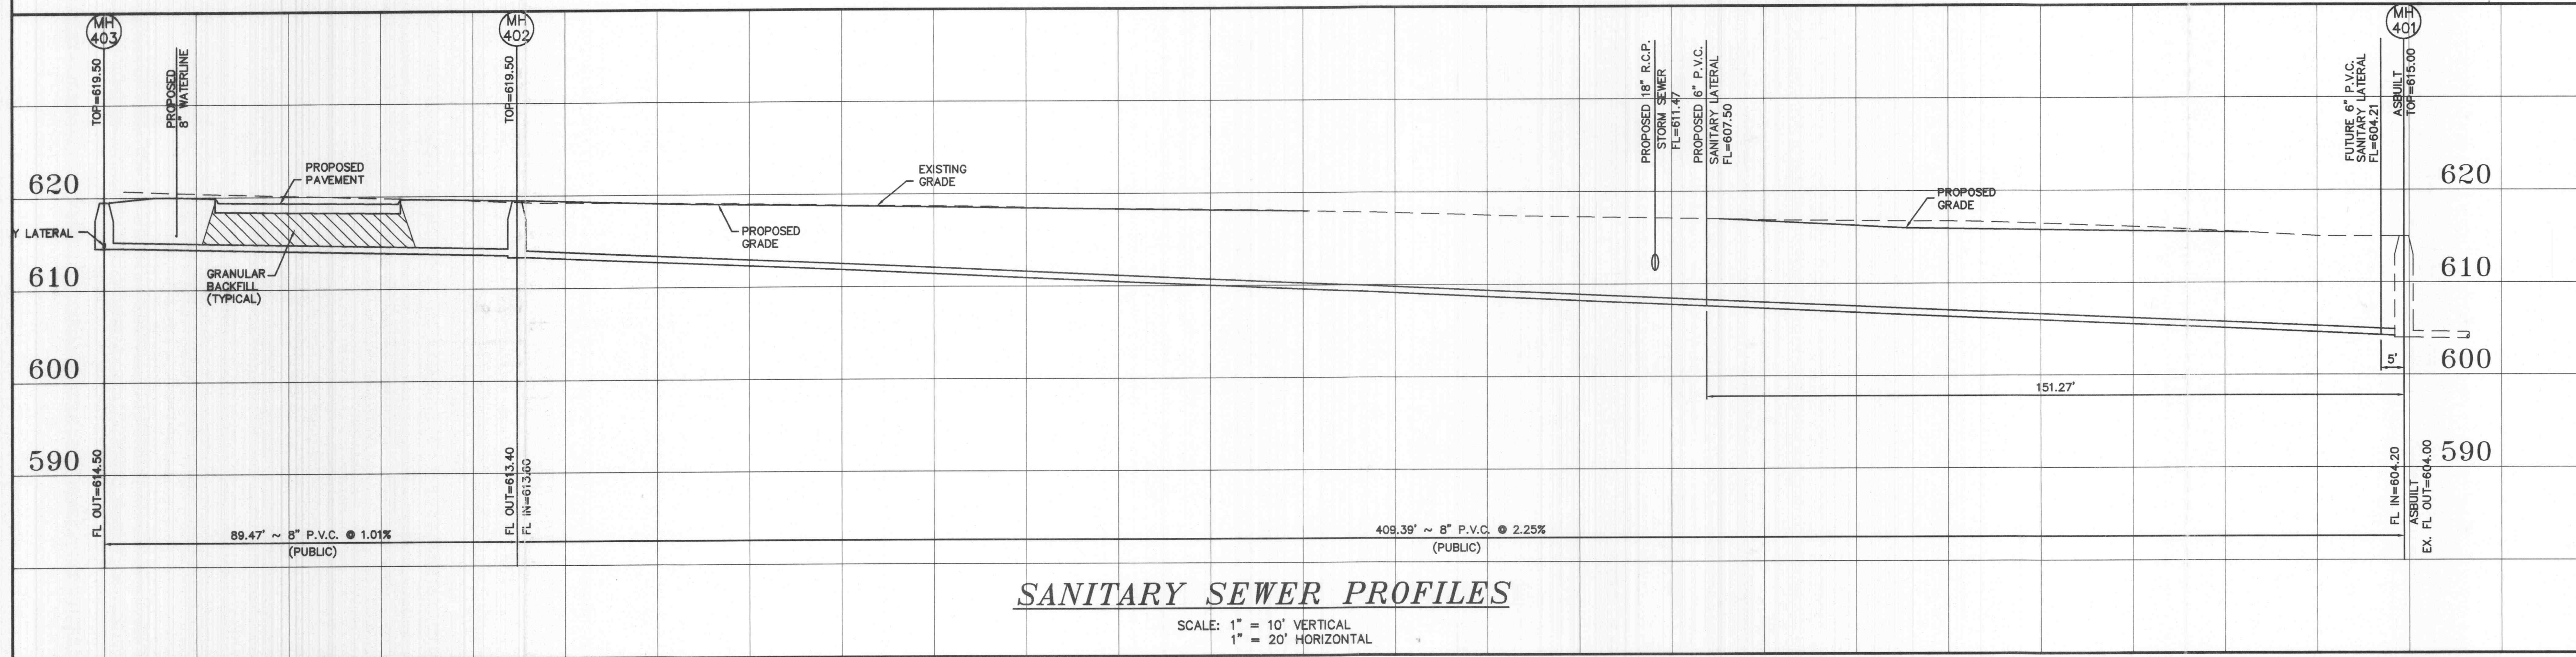 MH
403
TOP=619.50
PROPOSED
8" WATERLINE
MH
402
TOP=619.50
PROPOSED 18" R.C.P.
STORM SEWER
FL=611.47
PROPOSED 6" P.V.C.
SANITARY LATERAL
FL=607.50
FUTURE 6" P.V.C.
SANITARY LATERAL
FL=604.21
MH
401
ASBUILT
TOP=615.00
620
PROPOSED
PAVEMENT
EXISTING
GRADE
PROPOSED
GRADE
620
Y LATERAL
PROPOSED
GRADE
GRANULAR
BACKFILL
(TYPICAL)
610
610
600
5'
600
151.27'
590
590
FL OUT=614.50
FL OUT=613.40
FL IN=613.60
FL IN=604.20
ASBUILT
EX. FL OUT=604.00
89.47' ~ 8" P.V.C. @ 1.01%
(PUBLIC)
409.39' ~ 8" P.V.C. @ 2.25%
(PUBLIC)
SANITARY SEWER PROFILES
SCALE: 1" = 10' VERTICAL
1" = 20' HORIZONTAL